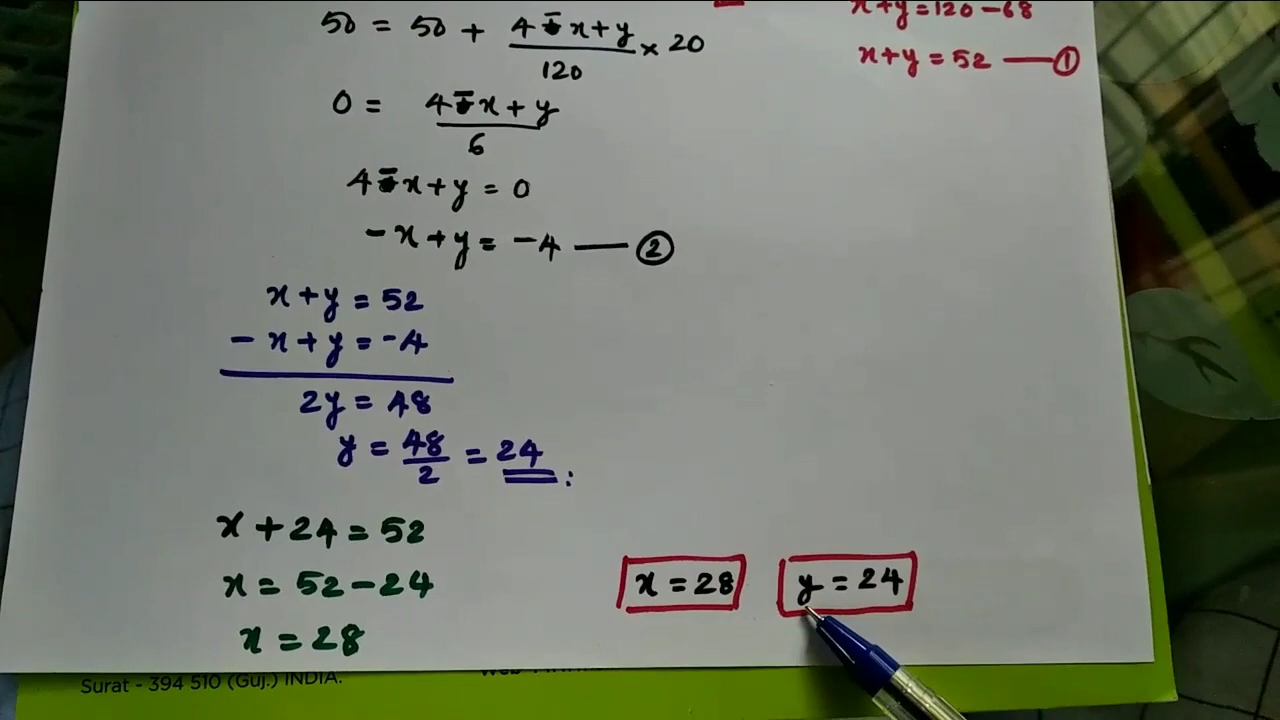 50 = 50 + 4 - x + y / 120 × 20
x + y = 120 - 68
x + y = 52 — ①
0 = 4 - x + y / 6
4 - x + y = 0
- x + y = -4 — ②
x + y = 52
- x + y = -4
2y = 48
y = 48 / 2 = 24
x + 24 = 52
x = 52 - 24
x = 28
x = 28 y = 24
Surat - 394 510 (Guj.) INDIA.